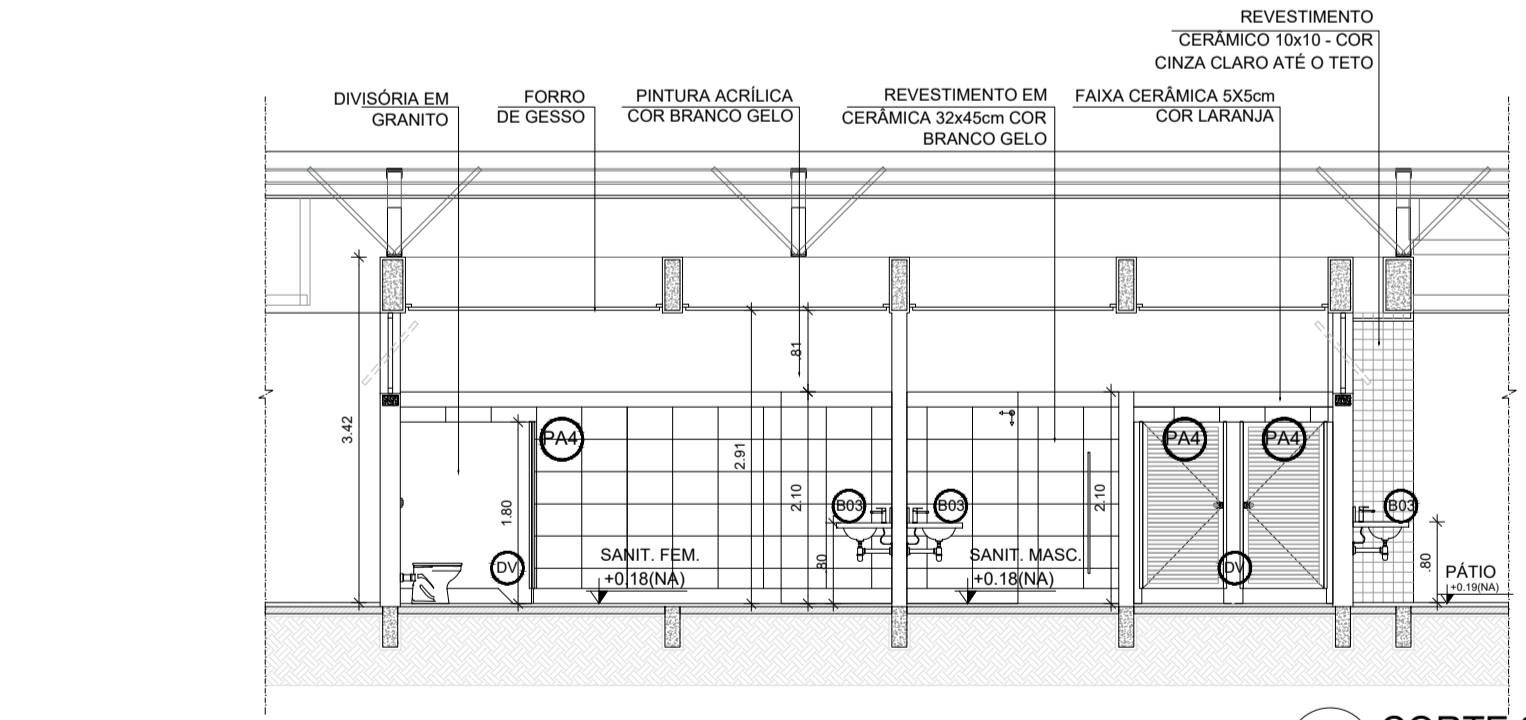 REVESTIMENTO
CERÂMICO 10x10 - COR
CINZA CLARO ATÉ O TETO
DIVISÓRIA EM
GRANITO
FORRO
DE GESSO
PINTURA ACRÍLICA
COR BRANCO GELO
REVESTIMENTO EM
CERÂMICA 32x45cm COR
BRANCO GELO
FAIXA CERÂMICA 5X5cm
COR LARANJA
3.42
1.80
2.91
.81
2.10
.80
2.10
.80
PA4
PA4
PA4
B03
B03
B03
DV
DV
SANIT. FEM.
+0.18(NA)
SANIT. MASC.
+0.18(NA)
PÁTIO
+0.19(NA)